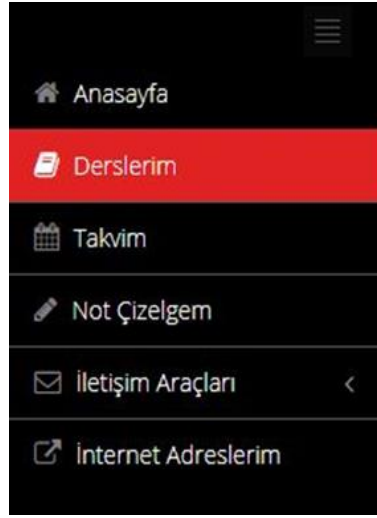 Anasayfa
Derslerim
Takvim
Not Çizelgem
İletişim Araçları
İnternet Adreslerim